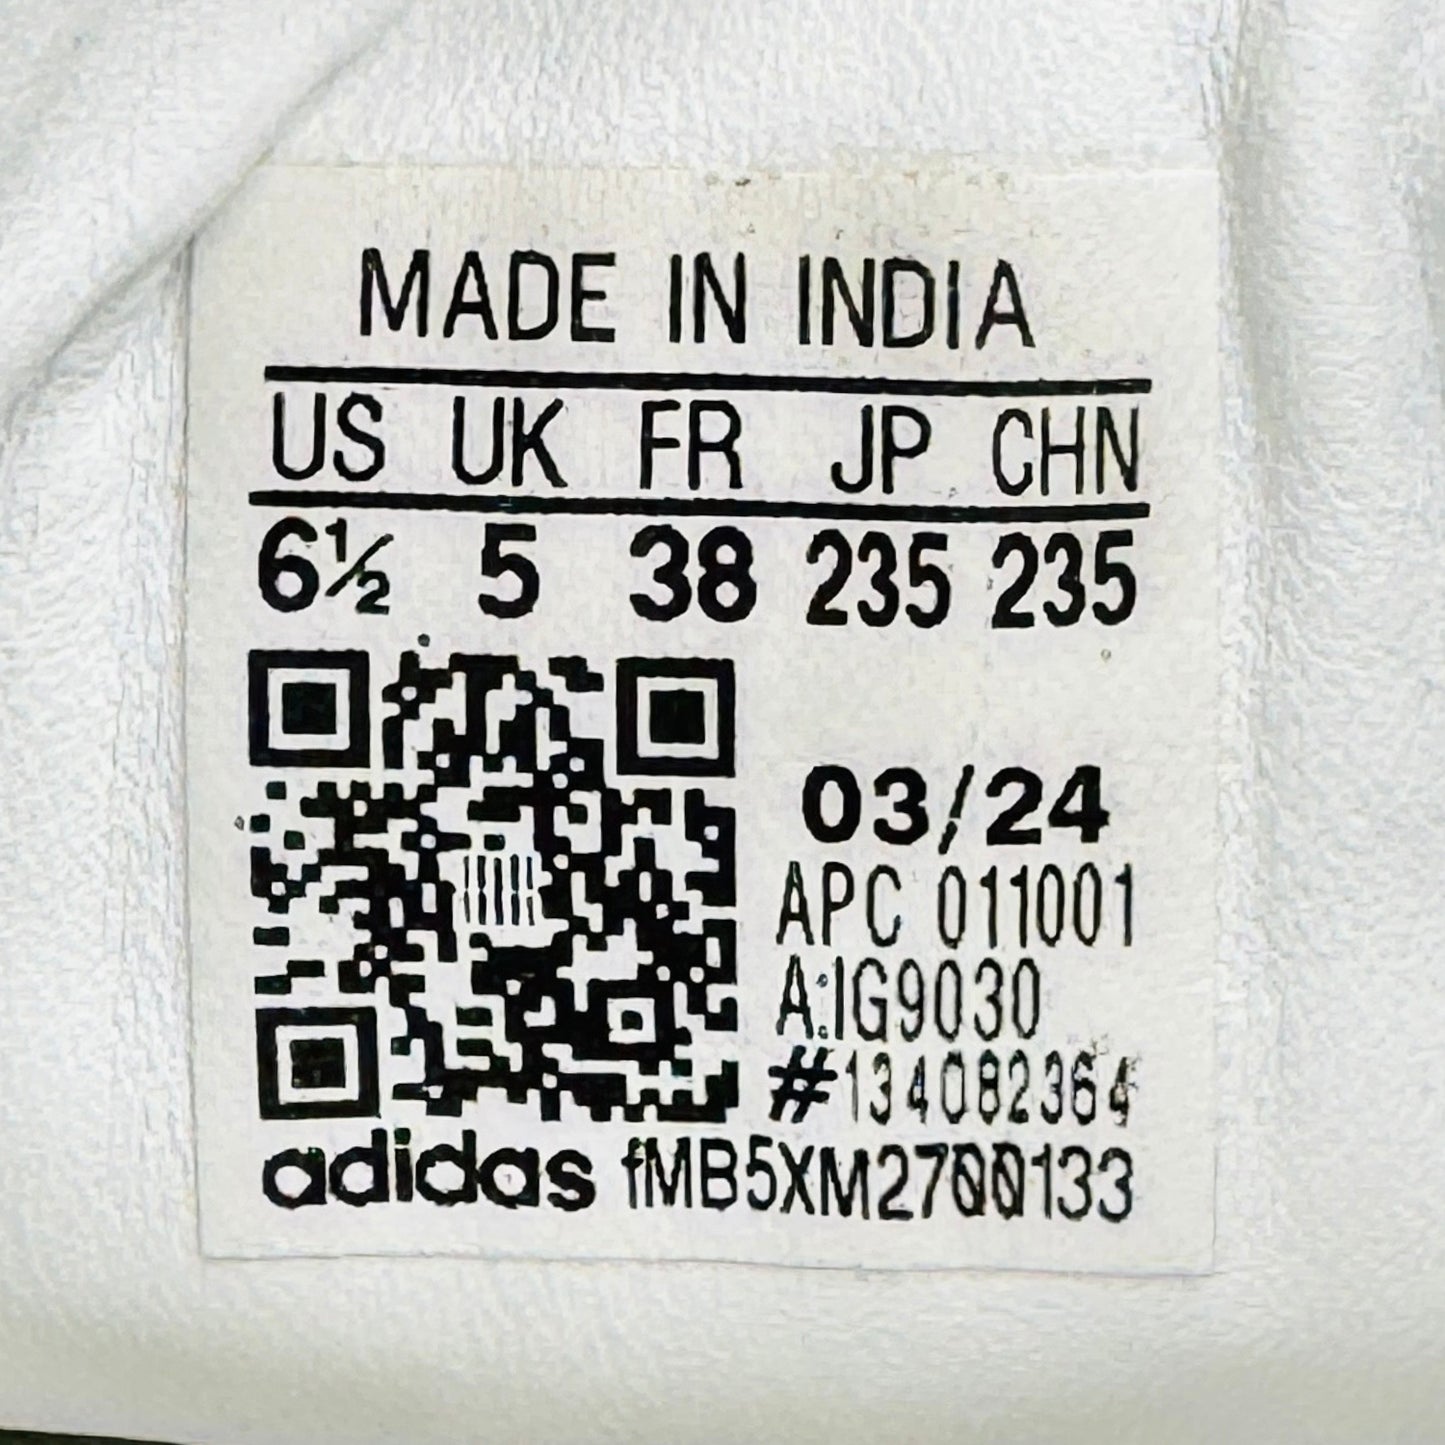 MADE IN INDIA
US UK FR JP CHN
6½ 5 38 235 235
03/24
APC 011001
A:IG9030
#134082364
adidas fMB5XM2700133